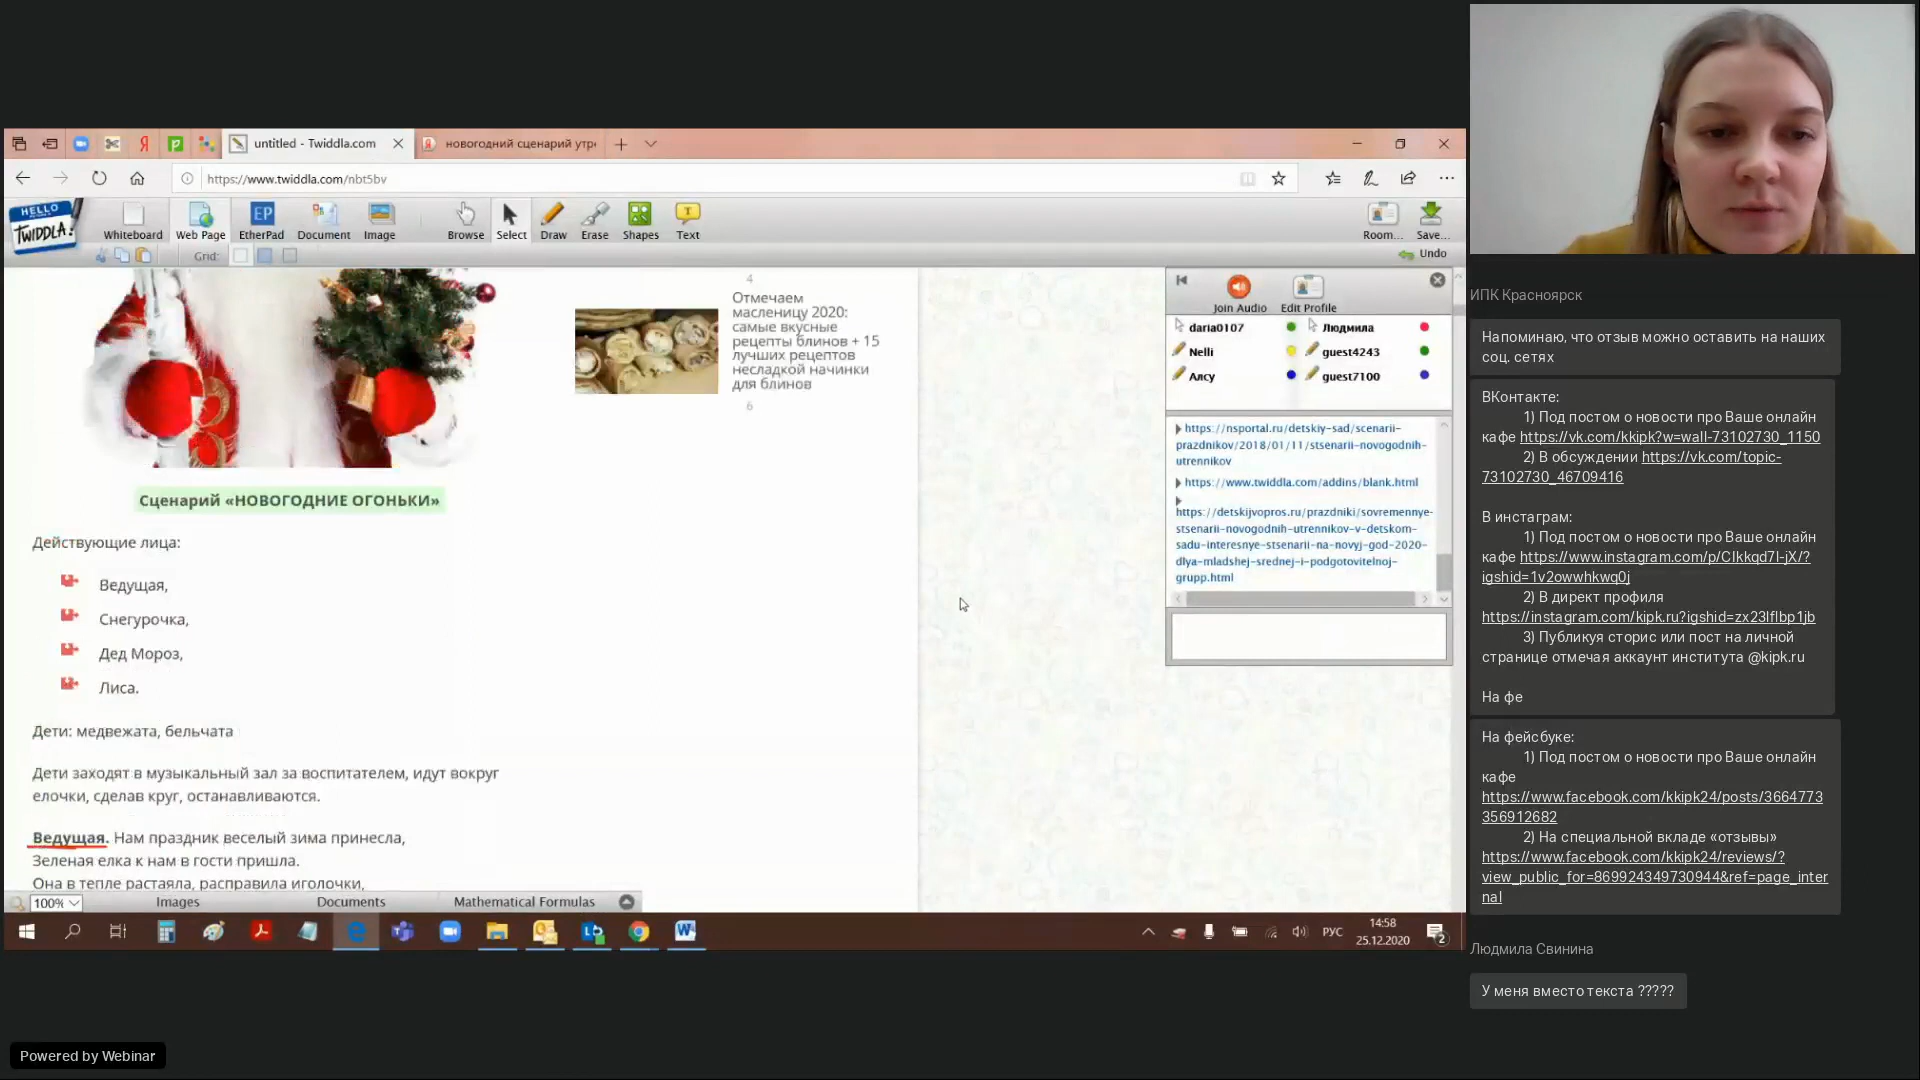 untitled - Twiddla.com
новогодний сценарий утр
https://www.twiddla.com/nbt5bv
HELLO
TWIDDLA!
Whiteboard
Web Page
EtherPad
Document
Image
Browse
Select
Draw
Erase
Shapes
Text
Room...
Save...
Grid:
Undo
4
Отмечаем
масленицу 2020:
самые вкусные
рецепты блинов + 15
лучших рецептов
несладкой начинки
для блинов
6
Сценарий «НОВОГОДНИЕ ОГОНЬКИ»
Действующие лица:
Ведущая,
Снегурочка,
Дед Мороз,
Лиса.
Дети: медвежата, бельчата
Дети заходят в музыкальный зал за воспитателем, идут вокруг
елочки, сделав круг, останавливаются.
Ведущая. Нам праздник веселый зима принесла,
Зеленая елка к нам в гости пришла.
Она в тепле растаяла, расправила иголочки,
100%
Images
Documents
Mathematical Formulas
Join Audio
Edit Profile
daria0107
Людмила
Nelli
guest4243
Алсу
guest7100
https://nsportal.ru/detskiy-sad/scenarii-
prazdnikov/2018/01/11/stsenarii-novogodnih-
utrennikov
https://www.twiddla.com/addins/blank.html
https://detskijvopros.ru/prazdniki/sovremennye-
stsenarii-novogodnih-utrennikov-v-detskom-
sadu-interesnye-stsenarii-na-novyj-god-2020-
dlya-mladshej-srednej-i-podgotovitelnoj-
grupp.html
РУС
14:58
25.12.2020
2
ИПК Красноярск
Напоминаю, что отзыв можно оставить на наших
соц. сетях
ВКонтакте:
1) Под постом о новости про Ваше онлайн
кафе https://vk.com/kkipk?w=wall-73102730_1150
2) В обсуждении https://vk.com/topic-
73102730_46709416
В инстаграм:
1) Под постом о новости про Ваше онлайн
кафе https://www.instagram.com/p/CIkkqd7l-jX/?
igshid=1v2owwhkwq0j
2) В директ профиля
https://instagram.com/kipk.ru?igshid=zx23lflbp1jb
3) Публикуя сторис или пост на личной
странице отмечая аккаунт института @kipk.ru
На фе
На фейсбуке:
1) Под постом о новости про Ваше онлайн
кафе
https://www.facebook.com/kkipk24/posts/3664773
356912682
2) На специальной вкладе «отзывы»
https://www.facebook.com/kkipk24/reviews/?
view_public_for=869924349730944&ref=page_inter
nal
Людмила Свинина
У меня вместо текста ?????
Powered by Webinar